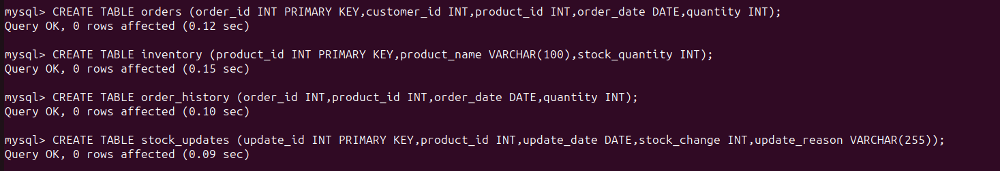 mysql> CREATE TABLE orders (order_id INT PRIMARY KEY,customer_id INT,product_id INT,order_date DATE,quantity INT);
Query OK, 0 rows affected (0.12 sec)
mysql> CREATE TABLE inventory (product_id INT PRIMARY KEY,product_name VARCHAR(100),stock_quantity INT);
Query OK, 0 rows affected (0.15 sec)
mysql> CREATE TABLE order_history (order_id INT,product_id INT,order_date DATE,quantity INT);
Query OK, 0 rows affected (0.10 sec)
mysql> CREATE TABLE stock_updates (update_id INT PRIMARY KEY,product_id INT,update_date DATE,stock_change INT,update_reason VARCHAR(255));
Query OK, 0 rows affected (0.09 sec)